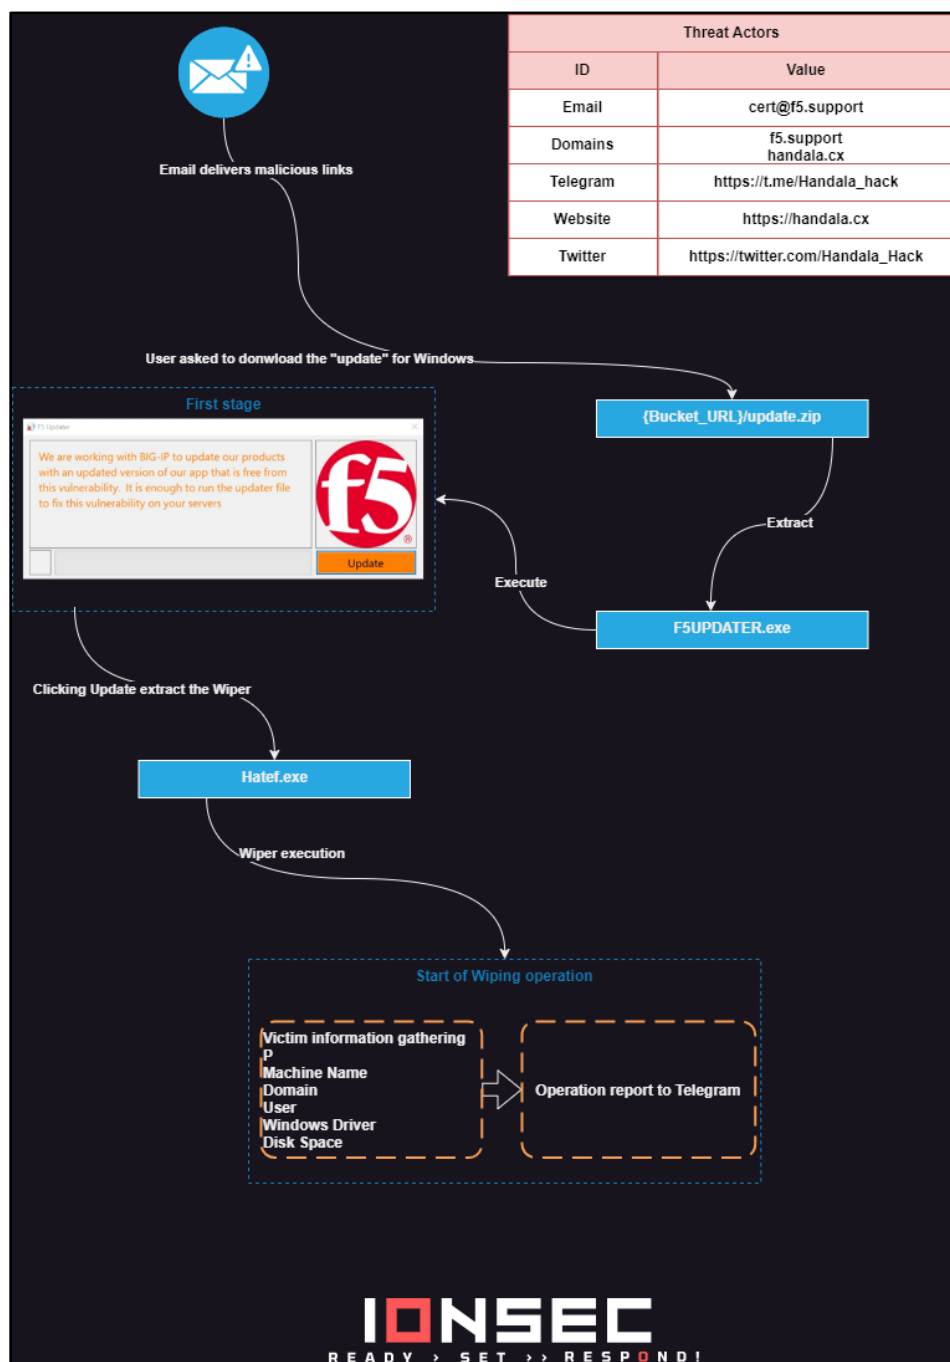 Threat Actors
ID Value
Email cert@f5.support
Domains f5.support
handala.cx
Telegram https://t.me/Handala_hack
Website https://handala.cx
Twitter https://twitter.com/Handala_Hack
Email delivers malicious links
User asked to donwload the "update" for Windows
{Bucket_URL}/update.zip
Extract
F5UPDATER.exe
Execute
First stage
F5 Updater
We are working with BIG-IP to update our products
with an updated version of our app that is free from
this vulnerability. It is enough to run the updater file
to fix this vulnerability on your servers
f5
®
Update
Clicking Update extract the Wiper
Hatef.exe
Wiper execution
Start of Wiping operation
Victim information gathering
P
Machine Name
Domain
User
Windows Driver
Disk Space
Operation report to Telegram
IONSEC
READY > SET >> RESPOND!